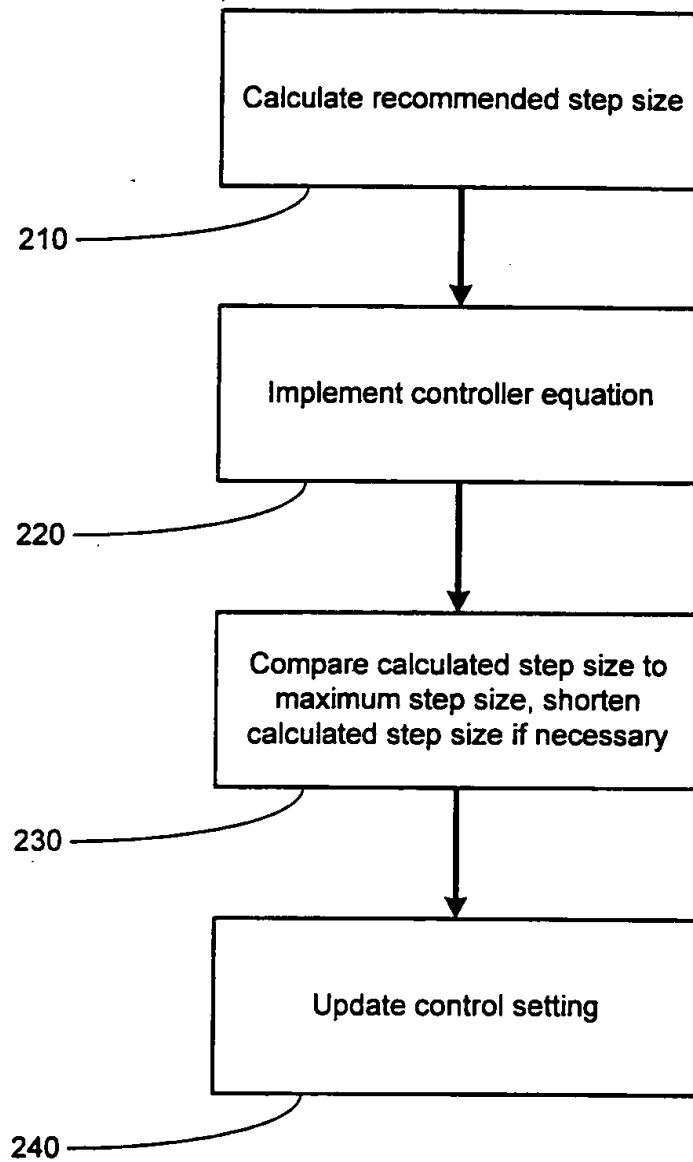 Calculate recommended step size
210
Implement controller equation
220
Compare calculated step size to
maximum step size, shorten
calculated step size if necessary
230
Update control setting
240